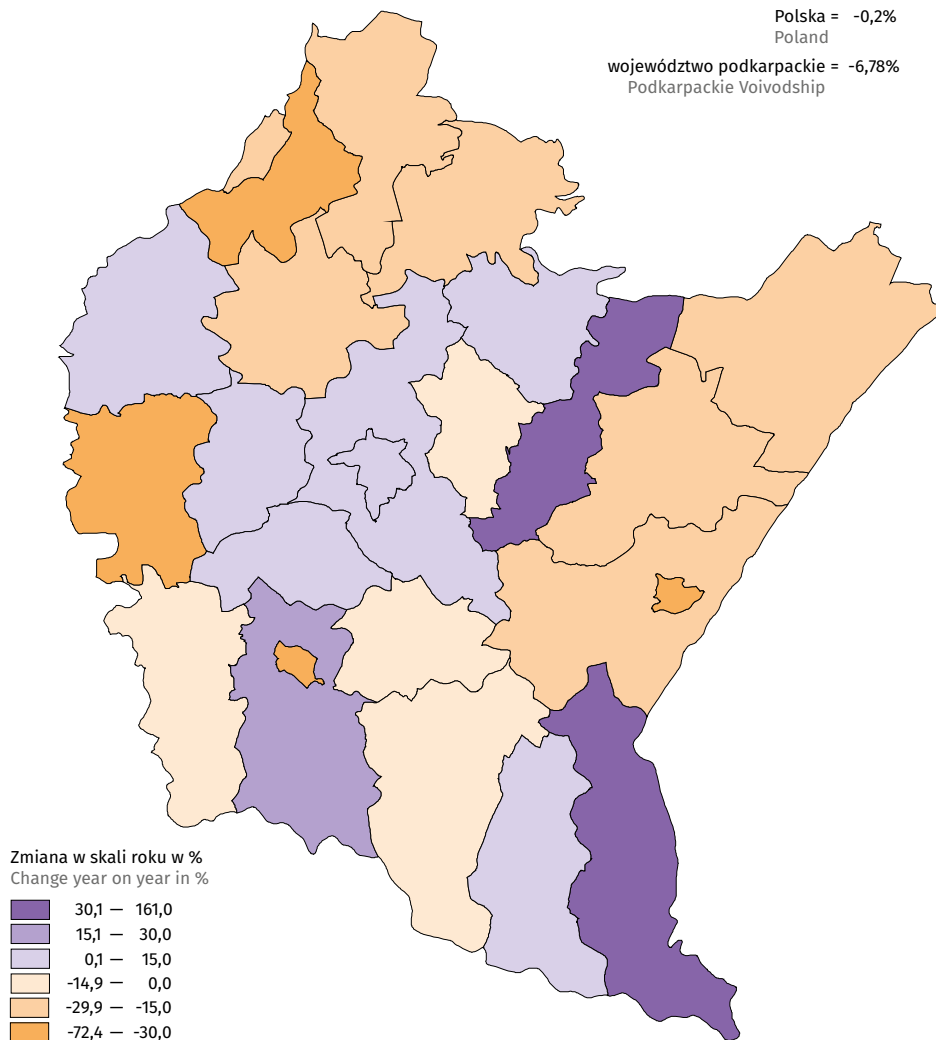 Polska = -0,2%
Poland
województwo podkarpackie = -6,78%
Podkarpackie Voivodship
Zmiana w skali roku w %
Change year on year in %
30,1 — 161,0
15,1 — 30,0
0,1 — 15,0
-14,9 — 0,0
-29,9 — -15,0
-72,4 — -30,0